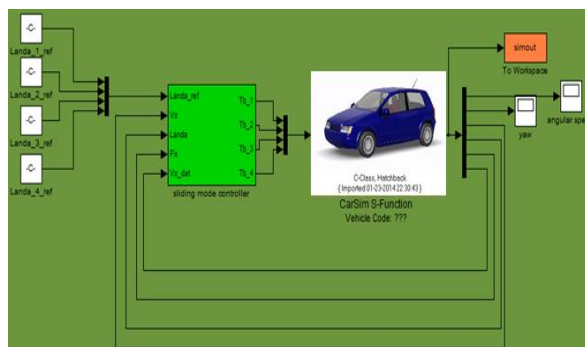 -C-
Landa_1_ref
-C-
Landa_2_ref
-C-
Landa_3_ref
-C-
Landa_4_ref
Landa_ref
Vx
Landa
Fx
Vx_dat
Tb_1
Tb_2
Tb_3
Tb_4
sliding mode controller
C-Class, Hatchback
{ Imported:01-23-2014 22:30:43 }
CarSim S-Function
Vehicle Code: ???
simout
To Workspace
yaw
angular spe